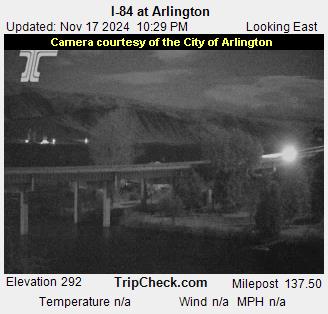 I-84 at Arlington
Updated: Nov 17 2024 10:29 PM Looking East
Camera courtesy of the City of Arlington
Elevation 292 TripCheck.com Milepost 137.50
Temperature n/a Wind n/a MPH n/a